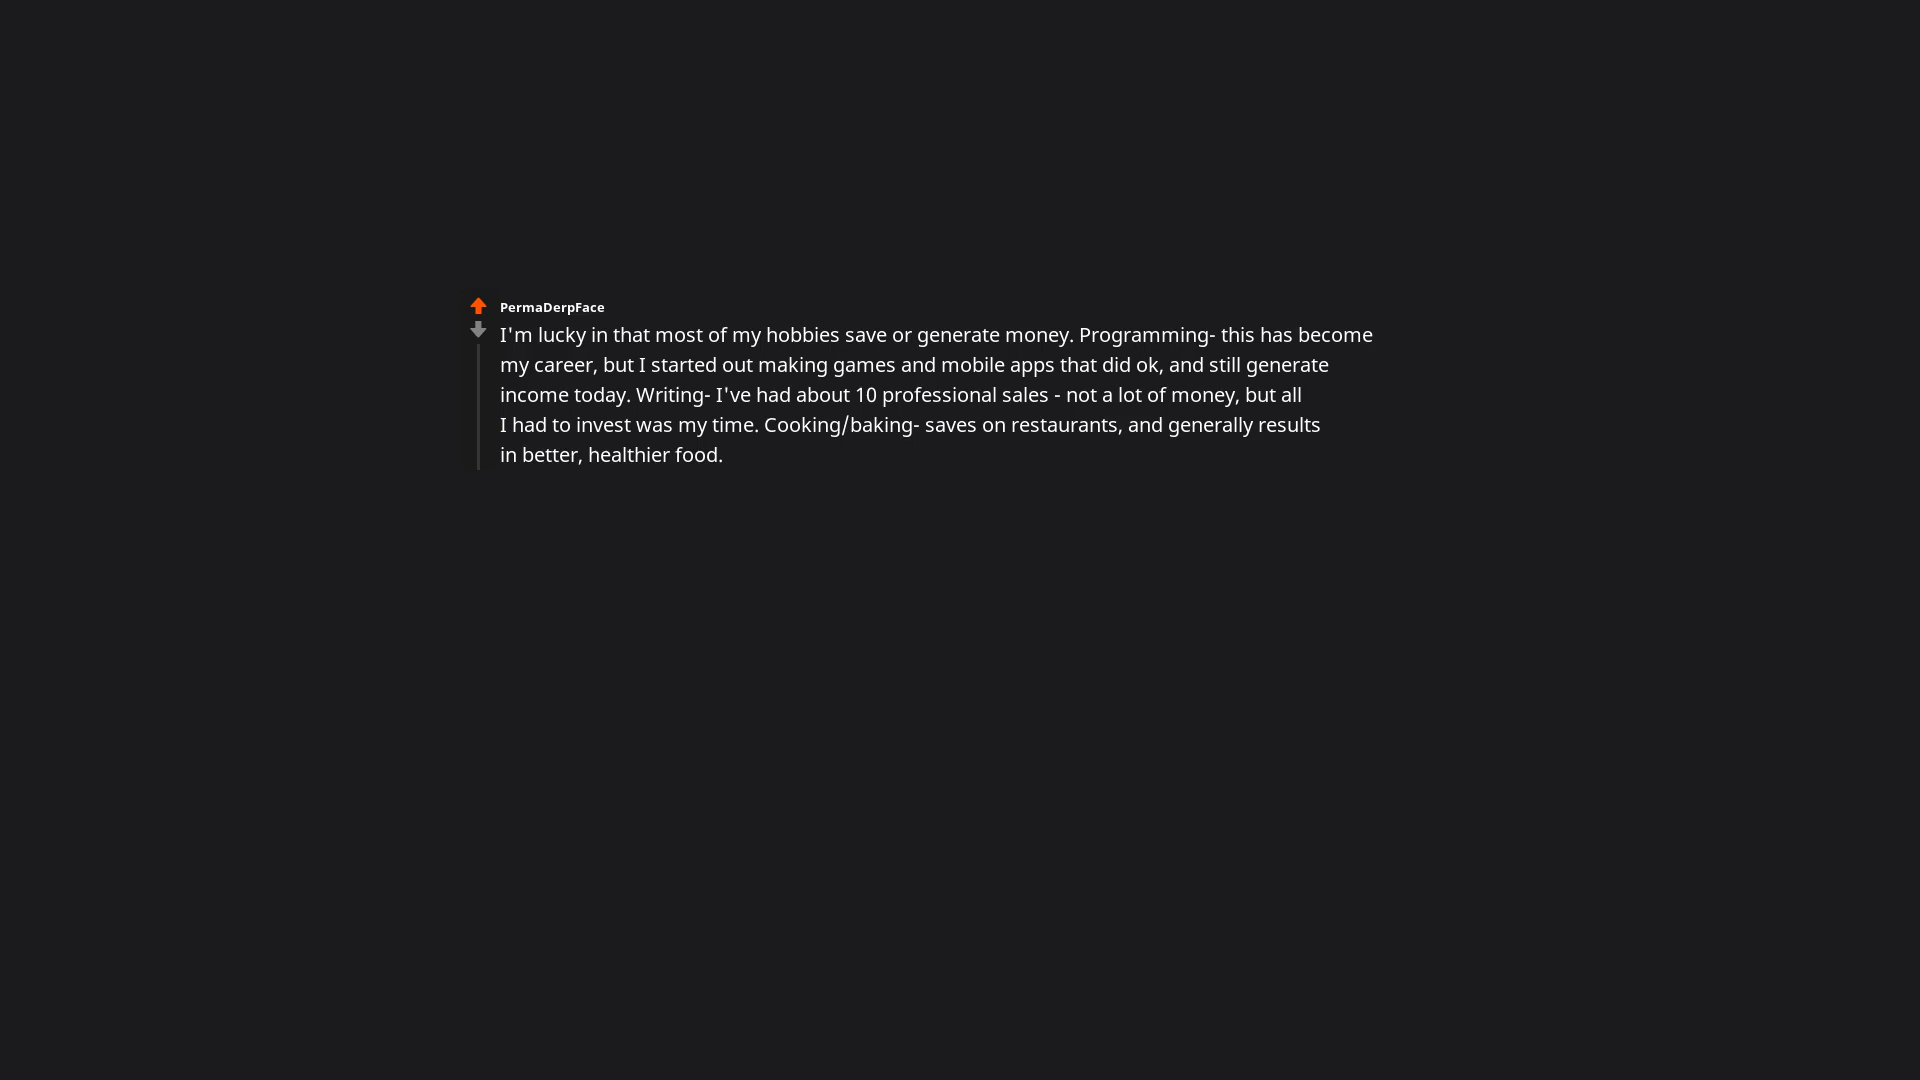 PermaDerpFace
I'm lucky in that most of my hobbies save or generate money. Programming- this has become
my career, but I started out making games and mobile apps that did ok, and still generate
income today. Writing- I've had about 10 professional sales - not a lot of money, but all
I had to invest was my time. Cooking/baking- saves on restaurants, and generally results
in better, healthier food.